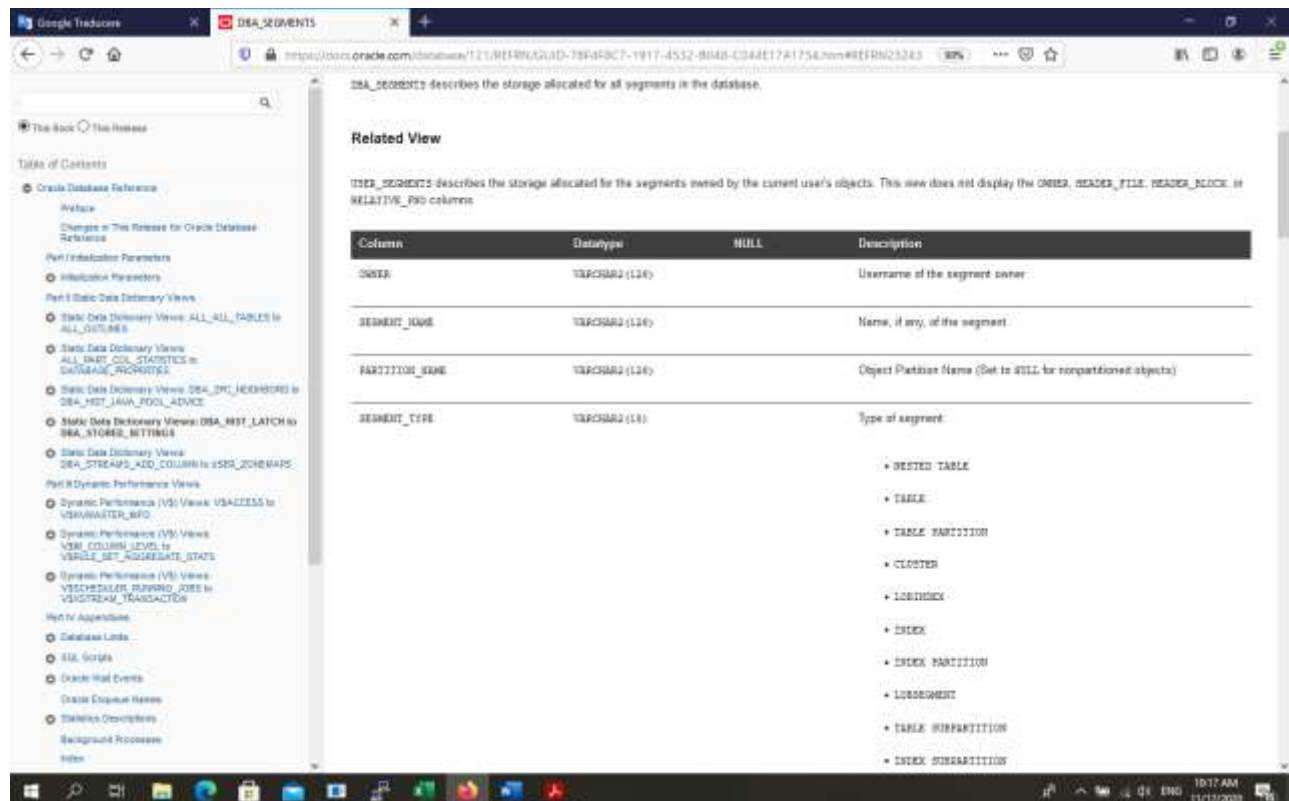 Google Traducere
DBA_SEGMENTS
https://docs.oracle.com/database/121/REFRN/
80%
DBA_SEGMENTS describes the storage allocated for all segments in the database.
This Book This Release
Related View
Table of Contents
USER_SEGMENTS describes the storage allocated for the segments owned by the current user's objects. This view does not display the OWNER, HEADER_FILE, HEADER_BLOCK, or
RELATIVE_FNO columns.
Oracle Database Reference
Preface
Changes in This Release for Oracle Database
Reference
Part I Initialization Parameters
Initialization Parameters
Part II Static Data Dictionary Views
Static Data Dictionary Views: ALL_ALL_TABLES to
ALL_OUTLINES
Static Data Dictionary Views:
ALL_PART_COL_STATISTICS to
DATABASE_PROPERTIES
Static Data Dictionary Views: DBA_2PC_NEIGHBORS to
DBA_HIST_JAVA_POOL_ADVICE
Static Data Dictionary Views: DBA_HIST_LATCH to
DBA_STORED_SETTINGS
Static Data Dictionary Views:
DBA_STREAMS_ADD_COLUMN to USER_ZONEMAPS
Part III Dynamic Performance Views
Dynamic Performance (V$) Views: V$ACCESS to
Dynamic Performance (V$) Views:
V$IM_COLUMN_LEVEL to
V$RULE_SET_AGGREGATE_STATS
Dynamic Performance (V$) Views:
V$SCHEDULER_RUNNING_JOBS to
V$XSTREAM_TRANSACTION
Part IV Appendixes
Database Limits
SQL Scripts
Oracle Wait Events
Oracle Enqueue Names
Statistics Descriptions
Background Processes
Index
Column Datatype NULL Description
OWNER VARCHAR2(128) Username of the segment owner
SEGMENT_NAME VARCHAR2(128) Name, if any, of the segment
PARTITION_NAME VARCHAR2(128) Object Partition Name (Set to NULL for nonpartitioned objects)
SEGMENT_TYPE VARCHAR2(18) Type of segment:
• NESTED TABLE
• TABLE
• TABLE PARTITION
• CLUSTER
• LOBINDEX
• INDEX
• INDEX PARTITION
• LOBSEGMENT
• TABLE SUBPARTITION
• INDEX SUBPARTITION
ENG
10:17 AM